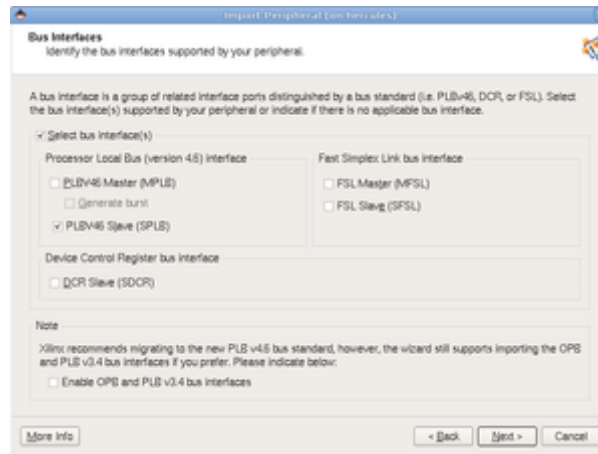 Import Peripheral (on hercules)
Bus Interfaces
Identify the bus interfaces supported by your peripheral.
A bus interface is a group of related interface ports distinguished by a bus standard (i.e. PLBv46, DCR, or FSL). Select
the bus interface(s) supported by your peripheral or indicate if there is no applicable bus interface.
Select bus interface(s)
Processor Local Bus (version 4.6) interface
PLBV46 Master (MPLB)
Generate burst
PLBV46 Slave (SPLB)
Fast Simplex Link bus interface
FSL Master (MFSL)
FSL Slave (SFSL)
Device Control Register bus interface
DCR Slave (SDCR)
Note
Xilinx recommends migrating to the new PLB v4.6 bus standard, however, the wizard still supports importing the OPB
and PLB v3.4 bus interfaces if you prefer. Please indicate below:
Enable OPB and PLB v3.4 bus interfaces
More Info
< Back
Next >
Cancel